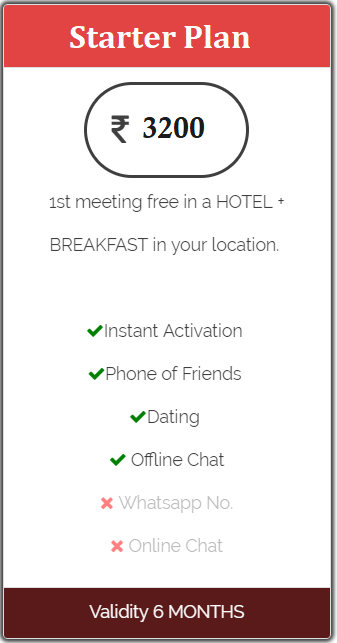 Starter Plan
₹ 3200
1st meeting free in a HOTEL +
BREAKFAST in your location.
Instant Activation
Phone of Friends
Dating
Offline Chat
Whatsapp No.
Online Chat
Validity 6 MONTHS